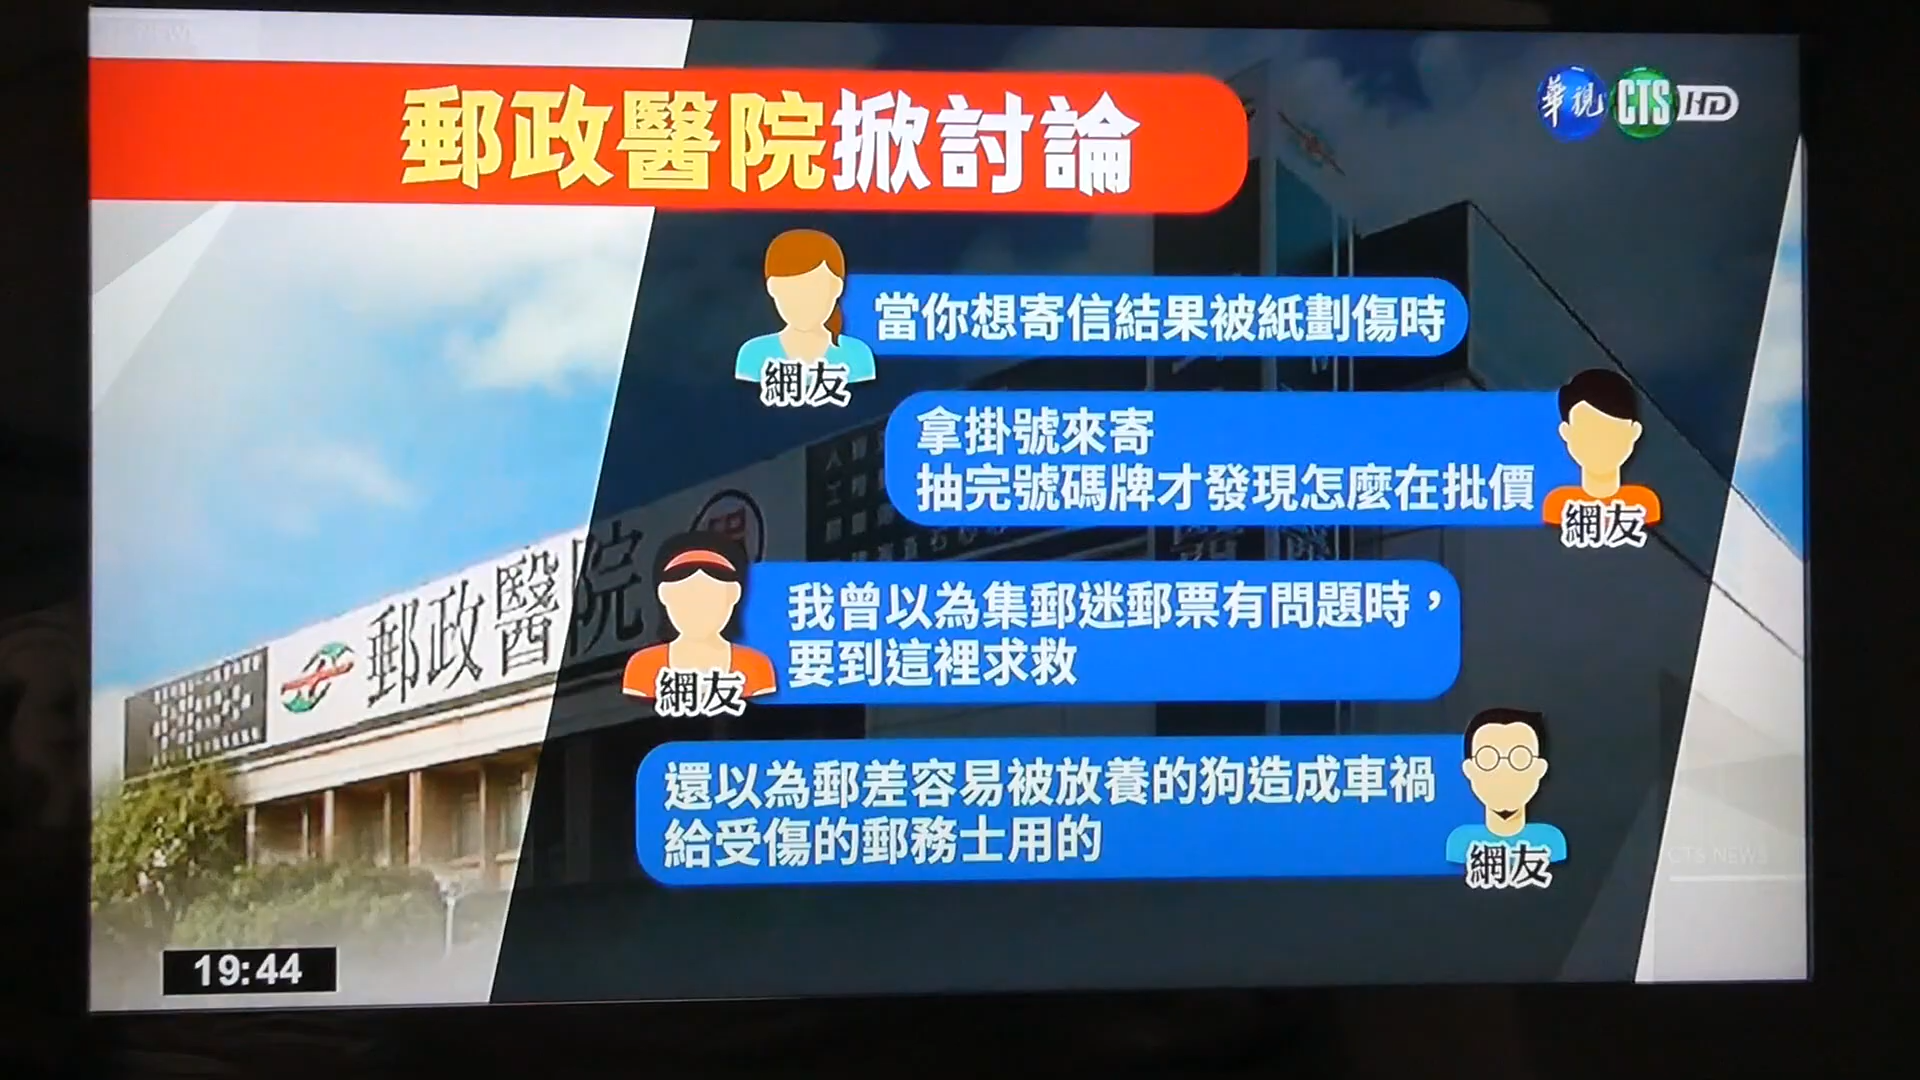 郵政醫院掀討論
華視 CTS HD
當你想寄信結果被紙劃傷時
網友
拿掛號來寄
抽完號碼牌才發現怎麼在批價
網友
我曾以為集郵迷郵票有問題時，
要到這裡求救
網友
還以為郵差容易被放養的狗造成車禍
給受傷的郵務士用的
網友
郵政醫院
CTS NEWS
19:44